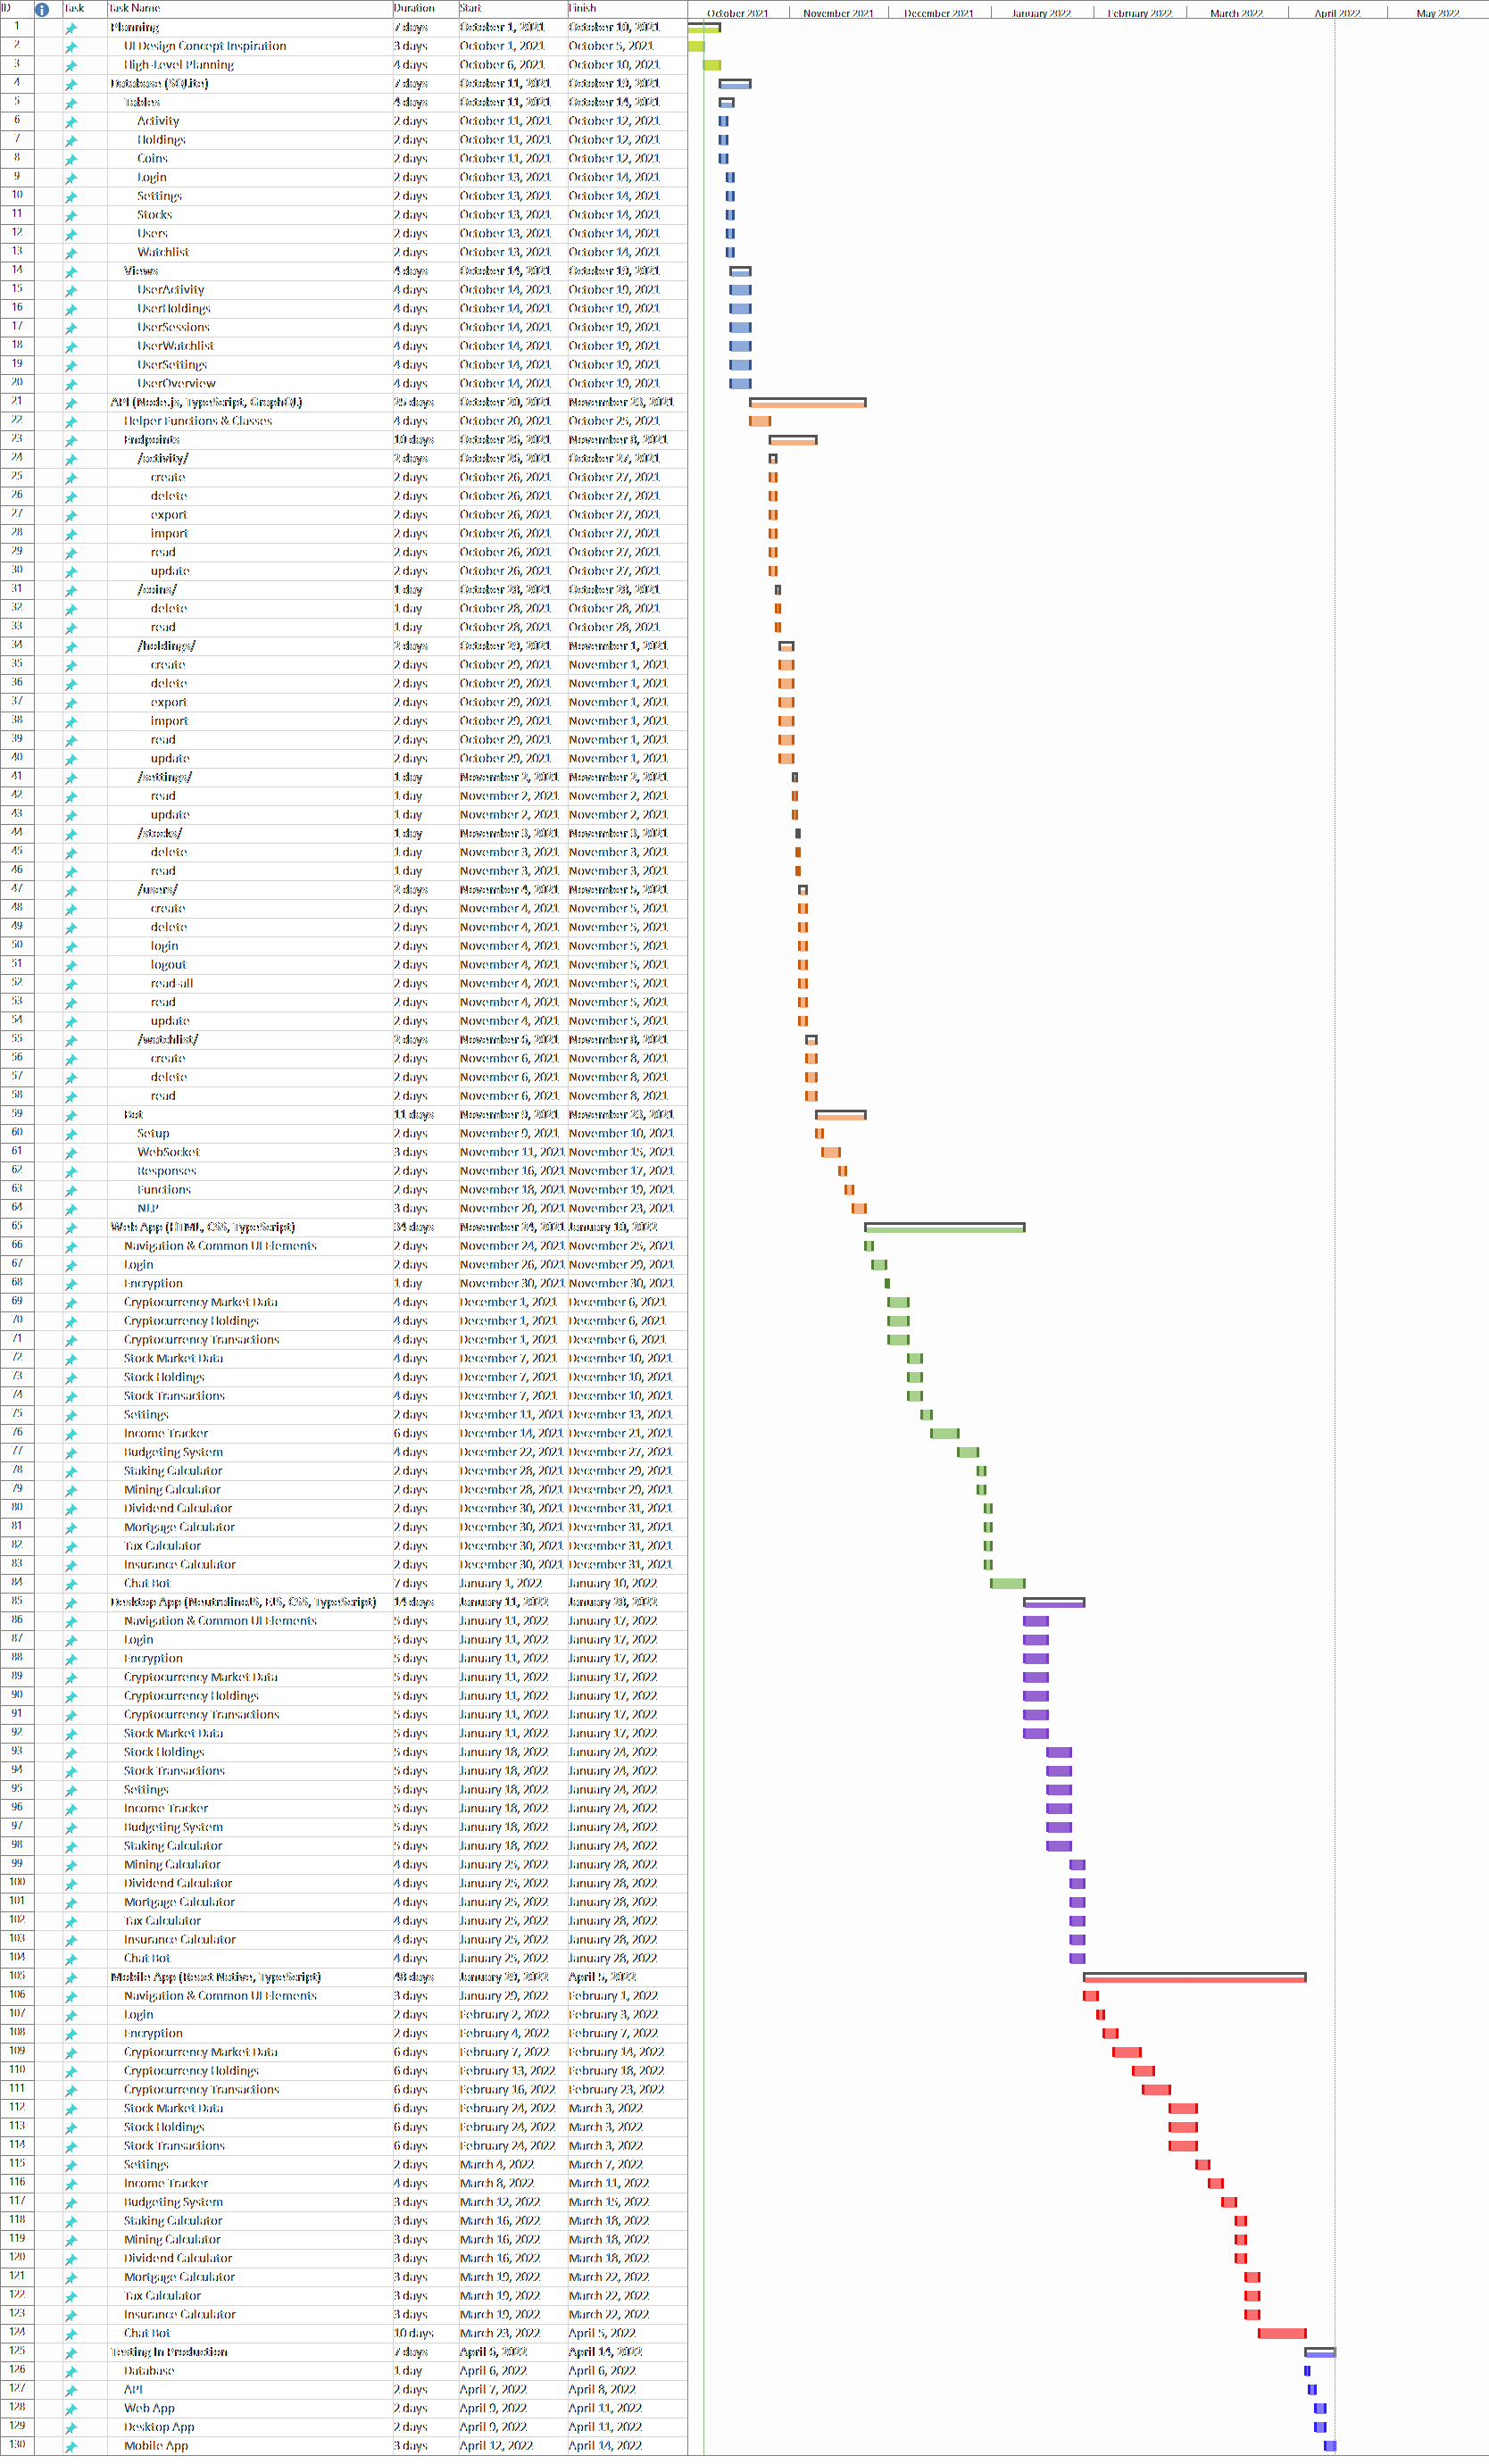 ID Task Task Name Duration Start Finish October 2021 November 2021 December 2021 January 2022 February 2022 March 2022 April 2022 May 2022
1 Planning 7 days October 1, 2021 October 10, 2021
2 UI Design Concept Inspiration 3 days October 1, 2021 October 5, 2021
3 High-Level Planning 4 days October 6, 2021 October 10, 2021
4 Database (SQLite) 7 days October 11, 2021 October 19, 2021
5 Tables 4 days October 11, 2021 October 14, 2021
6 Activity 2 days October 11, 2021 October 12, 2021
7 Holdings 2 days October 11, 2021 October 12, 2021
8 Coins 2 days October 11, 2021 October 12, 2021
9 Login 2 days October 13, 2021 October 14, 2021
10 Settings 2 days October 13, 2021 October 14, 2021
11 Stocks 2 days October 13, 2021 October 14, 2021
12 Users 2 days October 13, 2021 October 14, 2021
13 Watchlist 2 days October 13, 2021 October 14, 2021
14 Views 4 days October 14, 2021 October 19, 2021
15 UserActivity 4 days October 14, 2021 October 19, 2021
16 UserHoldings 4 days October 14, 2021 October 19, 2021
17 UserSessions 4 days October 14, 2021 October 19, 2021
18 UserWatchlist 4 days October 14, 2021 October 19, 2021
19 UserSettings 4 days October 14, 2021 October 19, 2021
20 UserOverview 4 days October 14, 2021 October 19, 2021
21 API (Node.js, TypeScript, GraphQL) 25 days October 20, 2021 November 23, 2021
22 Helper Functions & Classes 4 days October 20, 2021 October 25, 2021
23 Endpoints 10 days October 26, 2021 November 8, 2021
24 /activity/ 2 days October 26, 2021 October 27, 2021
25 create 2 days October 26, 2021 October 27, 2021
26 delete 2 days October 26, 2021 October 27, 2021
27 export 2 days October 26, 2021 October 27, 2021
28 import 2 days October 26, 2021 October 27, 2021
29 read 2 days October 26, 2021 October 27, 2021
30 update 2 days October 26, 2021 October 27, 2021
31 /coins/ 1 day October 28, 2021 October 28, 2021
32 delete 1 day October 28, 2021 October 28, 2021
33 read 1 day October 28, 2021 October 28, 2021
34 /holdings/ 2 days October 29, 2021 November 1, 2021
35 create 2 days October 29, 2021 November 1, 2021
36 delete 2 days October 29, 2021 November 1, 2021
37 export 2 days October 29, 2021 November 1, 2021
38 import 2 days October 29, 2021 November 1, 2021
39 read 2 days October 29, 2021 November 1, 2021
40 update 2 days October 29, 2021 November 1, 2021
41 /settings/ 1 day November 2, 2021 November 2, 2021
42 read 1 day November 2, 2021 November 2, 2021
43 update 1 day November 2, 2021 November 2, 2021
44 /stocks/ 1 day November 3, 2021 November 3, 2021
45 delete 1 day November 3, 2021 November 3, 2021
46 read 1 day November 3, 2021 November 3, 2021
47 /users/ 2 days November 4, 2021 November 5, 2021
48 create 2 days November 4, 2021 November 5, 2021
49 delete 2 days November 4, 2021 November 5, 2021
50 login 2 days November 4, 2021 November 5, 2021
51 logout 2 days November 4, 2021 November 5, 2021
52 read-all 2 days November 4, 2021 November 5, 2021
53 read 2 days November 4, 2021 November 5, 2021
54 update 2 days November 4, 2021 November 5, 2021
55 /watchlist/ 2 days November 6, 2021 November 8, 2021
56 create 2 days November 6, 2021 November 8, 2021
57 delete 2 days November 6, 2021 November 8, 2021
58 read 2 days November 6, 2021 November 8, 2021
59 Bot 11 days November 9, 2021 November 23, 2021
60 Setup 2 days November 9, 2021 November 10, 2021
61 WebSocket 3 days November 11, 2021 November 15, 2021
62 Responses 2 days November 16, 2021 November 17, 2021
63 Functions 2 days November 18, 2021 November 19, 2021
64 NLP 3 days November 20, 2021 November 23, 2021
65 Web App (HTML, CSS, TypeScript) 34 days November 24, 2021 January 10, 2022
66 Navigation & Common UI Elements 2 days November 24, 2021 November 25, 2021
67 Login 2 days November 26, 2021 November 29, 2021
68 Encryption 1 day November 30, 2021 November 30, 2021
69 Cryptocurrency Market Data 4 days December 1, 2021 December 6, 2021
70 Cryptocurrency Holdings 4 days December 1, 2021 December 6, 2021
71 Cryptocurrency Transactions 4 days December 1, 2021 December 6, 2021
72 Stock Market Data 4 days December 7, 2021 December 10, 2021
73 Stock Holdings 4 days December 7, 2021 December 10, 2021
74 Stock Transactions 4 days December 7, 2021 December 10, 2021
75 Settings 2 days December 11, 2021 December 13, 2021
76 Income Tracker 6 days December 14, 2021 December 21, 2021
77 Budgeting System 4 days December 22, 2021 December 27, 2021
78 Staking Calculator 2 days December 28, 2021 December 29, 2021
79 Mining Calculator 2 days December 28, 2021 December 29, 2021
80 Dividend Calculator 2 days December 30, 2021 December 31, 2021
81 Mortgage Calculator 2 days December 30, 2021 December 31, 2021
82 Tax Calculator 2 days December 30, 2021 December 31, 2021
83 Insurance Calculator 2 days December 30, 2021 December 31, 2021
84 Chat Bot 7 days January 1, 2022 January 10, 2022
85 Desktop App (NeutralinoJS, EJS, CSS, TypeScript) 14 days January 11, 2022 January 28, 2022
86 Navigation & Common UI Elements 5 days January 11, 2022 January 17, 2022
87 Login 5 days January 11, 2022 January 17, 2022
88 Encryption 5 days January 11, 2022 January 17, 2022
89 Cryptocurrency Market Data 5 days January 11, 2022 January 17, 2022
90 Cryptocurrency Holdings 5 days January 11, 2022 January 17, 2022
91 Cryptocurrency Transactions 5 days January 11, 2022 January 17, 2022
92 Stock Market Data 5 days January 11, 2022 January 17, 2022
93 Stock Holdings 5 days January 18, 2022 January 24, 2022
94 Stock Transactions 5 days January 18, 2022 January 24, 2022
95 Settings 5 days January 18, 2022 January 24, 2022
96 Income Tracker 5 days January 18, 2022 January 24, 2022
97 Budgeting System 5 days January 18, 2022 January 24, 2022
98 Staking Calculator 5 days January 18, 2022 January 24, 2022
99 Mining Calculator 4 days January 25, 2022 January 28, 2022
100 Dividend Calculator 4 days January 25, 2022 January 28, 2022
101 Mortgage Calculator 4 days January 25, 2022 January 28, 2022
102 Tax Calculator 4 days January 25, 2022 January 28, 2022
103 Insurance Calculator 4 days January 25, 2022 January 28, 2022
104 Chat Bot 4 days January 25, 2022 January 28, 2022
105 Mobile App (React Native, TypeScript) 48 days January 29, 2022 April 5, 2022
106 Navigation & Common UI Elements 3 days January 29, 2022 February 1, 2022
107 Login 2 days February 2, 2022 February 3, 2022
108 Encryption 2 days February 4, 2022 February 7, 2022
109 Cryptocurrency Market Data 6 days February 7, 2022 February 14, 2022
110 Cryptocurrency Holdings 6 days February 13, 2022 February 18, 2022
111 Cryptocurrency Transactions 6 days February 16, 2022 February 23, 2022
112 Stock Market Data 6 days February 24, 2022 March 3, 2022
113 Stock Holdings 6 days February 24, 2022 March 3, 2022
114 Stock Transactions 6 days February 24, 2022 March 3, 2022
115 Settings 2 days March 4, 2022 March 7, 2022
116 Income Tracker 4 days March 8, 2022 March 11, 2022
117 Budgeting System 3 days March 12, 2022 March 15, 2022
118 Staking Calculator 3 days March 16, 2022 March 18, 2022
119 Mining Calculator 3 days March 16, 2022 March 18, 2022
120 Dividend Calculator 3 days March 16, 2022 March 18, 2022
121 Mortgage Calculator 3 days March 19, 2022 March 22, 2022
122 Tax Calculator 3 days March 19, 2022 March 22, 2022
123 Insurance Calculator 3 days March 19, 2022 March 22, 2022
124 Chat Bot 10 days March 23, 2022 April 5, 2022
125 Testing In Production 7 days April 6, 2022 April 14, 2022
126 Database 1 day April 6, 2022 April 6, 2022
127 API 2 days April 7, 2022 April 8, 2022
128 Web App 2 days April 9, 2022 April 11, 2022
129 Desktop App 2 days April 9, 2022 April 11, 2022
130 Mobile App 3 days April 12, 2022 April 14, 2022